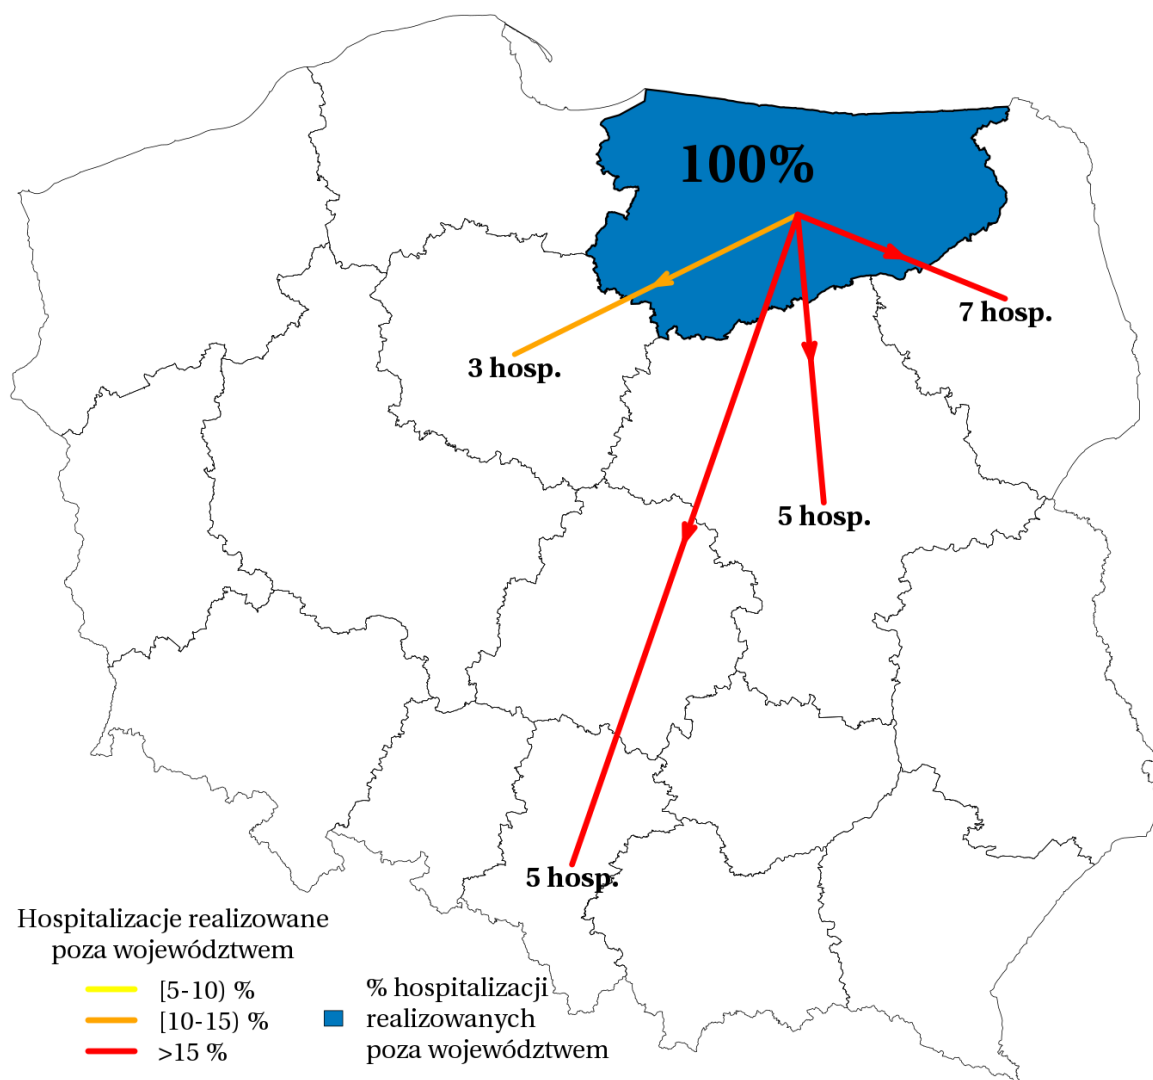 100%
7 hosp.
3 hosp.
5 hosp.
5 hosp.
Hospitalizacje realizowane
poza województwem
[5-10) %
[10-15) %
>15 %
% hospitalizacji
realizowanych
poza województwem